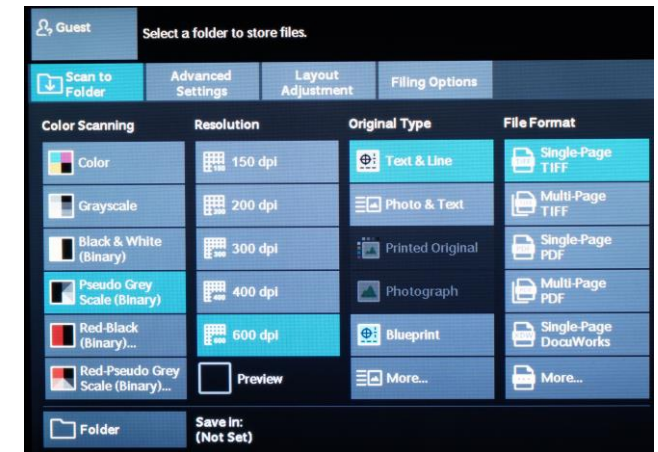 Guest
Select a folder to store files.
Scan to
Folder
Advanced
Settings
Layout
Adjustment
Filing Options
Color Scanning
Resolution
Original Type
File Format
Color
150 dpi
Text & Line
Single-Page
TIFF
Grayscale
200 dpi
Photo & Text
Multi-Page
TIFF
Black & White
(Binary)
300 dpi
Printed Original
Single-Page
PDF
Pseudo Grey
Scale (Binary)
400 dpi
Photograph
Multi-Page
PDF
Red-Black
(Binary)...
600 dpi
Blueprint
Single-Page
DocuWorks
Red-Pseudo Grey
Scale (Binary)...
Preview
More...
More...
Folder
Save in:
(Not Set)